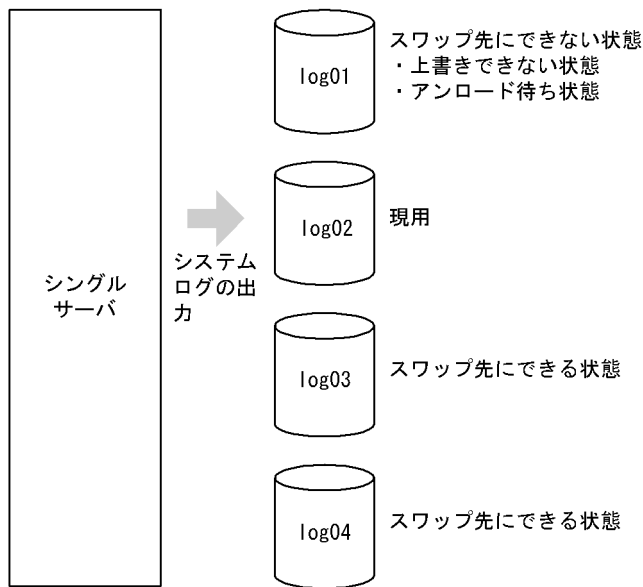 シングル
サーバ
システム
ログの出
力
log01
スワップ先にできない状態
・上書きできない状態
・アンロード待ち状態
log02
現用
log03
スワップ先にできる状態
log04
スワップ先にできる状態